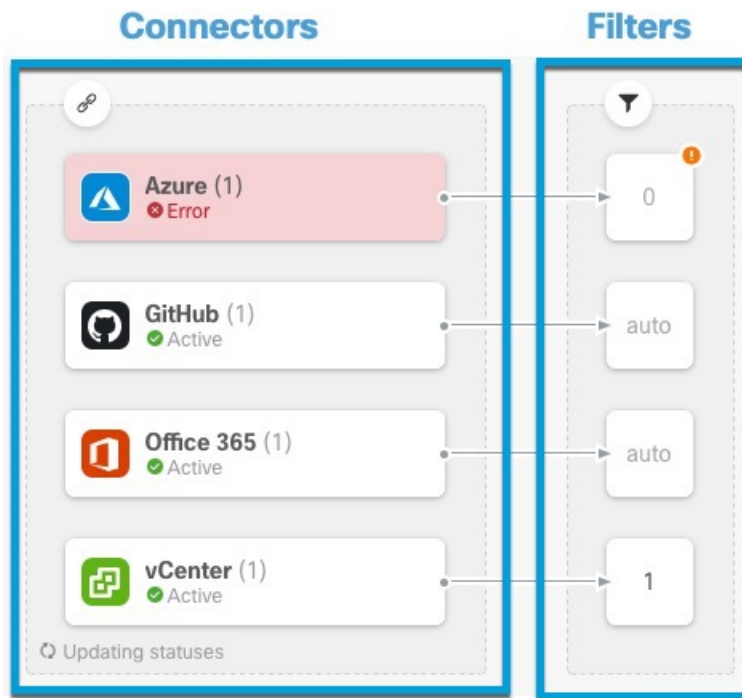 Connectors
Filters
Azure (1)
Error
0
GitHub (1)
Active
auto
Office 365 (1)
Active
auto
vCenter (1)
Active
1
Updating statuses